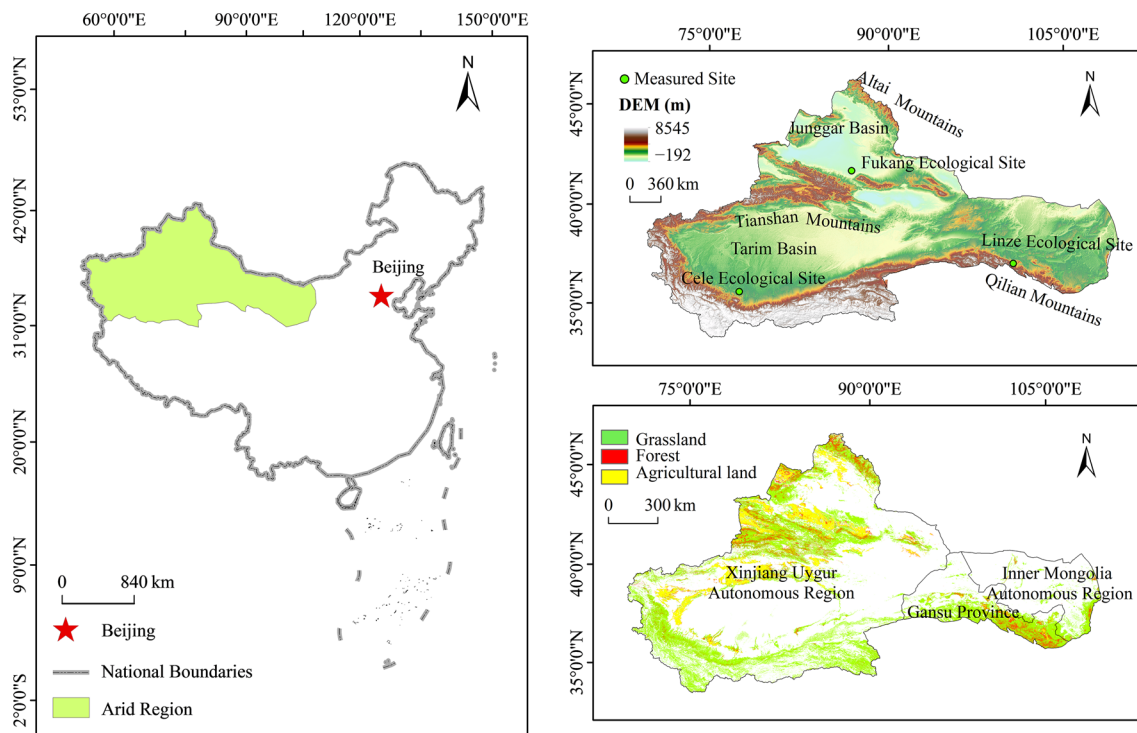 60°0'0"E 90°0'0"E 120°0'0"E 150°0'0"E
53°0'0"N
42°0'0"N
31°0'0"N
20°0'0"N
9°0'0"N
2°0'0"S
N
Beijing
0 840 km
Beijing
National Boundaries
Arid Region
75°0'0"E 90°0'0"E 105°0'0"E
45°0'0"N
40°0'0"N
35°0'0"N
Measured Site
DEM (m)
8545
−192
0 360 km
N
Altai Mountains
Junggar Basin
Fukang Ecological Site
Tianshan Mountains
Tarim Basin
Linze Ecological Site
Cele Ecological Site
Qilian Mountains
75°0'0"E 90°0'0"E 105°0'0"E
45°0'0"N
40°0'0"N
35°0'0"N
Grassland
Forest
Agricultural land
0 300 km
N
Xinjiang Uygur
Autonomous Region
Inner Mongolia
Autonomous Region
Gansu Province